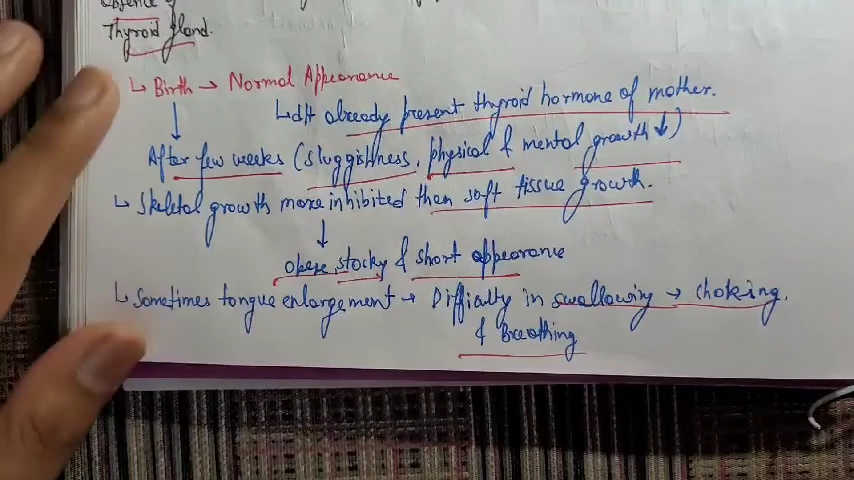 absence of
Thyroid gland.
↳ Birth → Normal Appearance
↳ d/t already present thyroid hormone of mother.
↓
After few weeks (sluggishness, physical & mental growth ↓)
↳ Skeletal growth more inhibited than soft tissue growth.
↓
obese, stocky & short appearance
↳ Sometimes tongue enlargement → Difficulty in swallowing → choking.
& Breathing